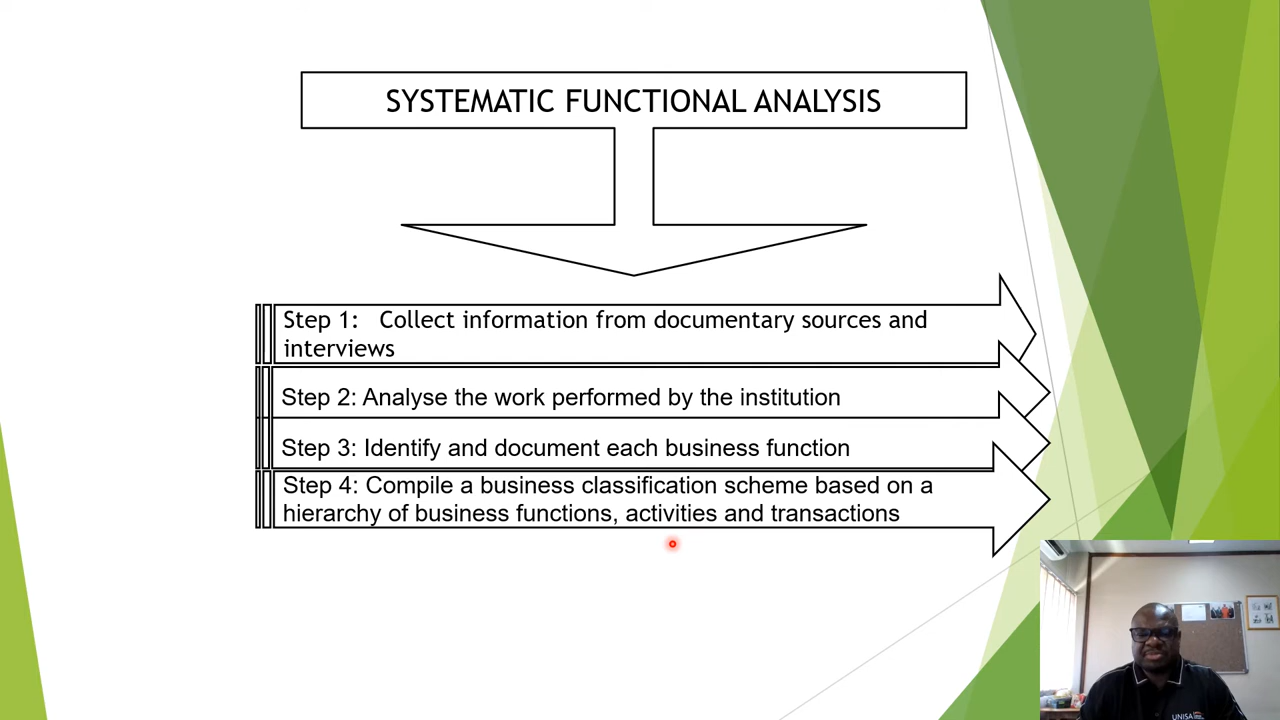 SYSTEMATIC FUNCTIONAL ANALYSIS
Step 1: Collect information from documentary sources and
interviews
Step 2: Analyse the work performed by the institution
Step 3: Identify and document each business function
Step 4: Compile a business classification scheme based on a
hierarchy of business functions, activities and transactions
UNISA